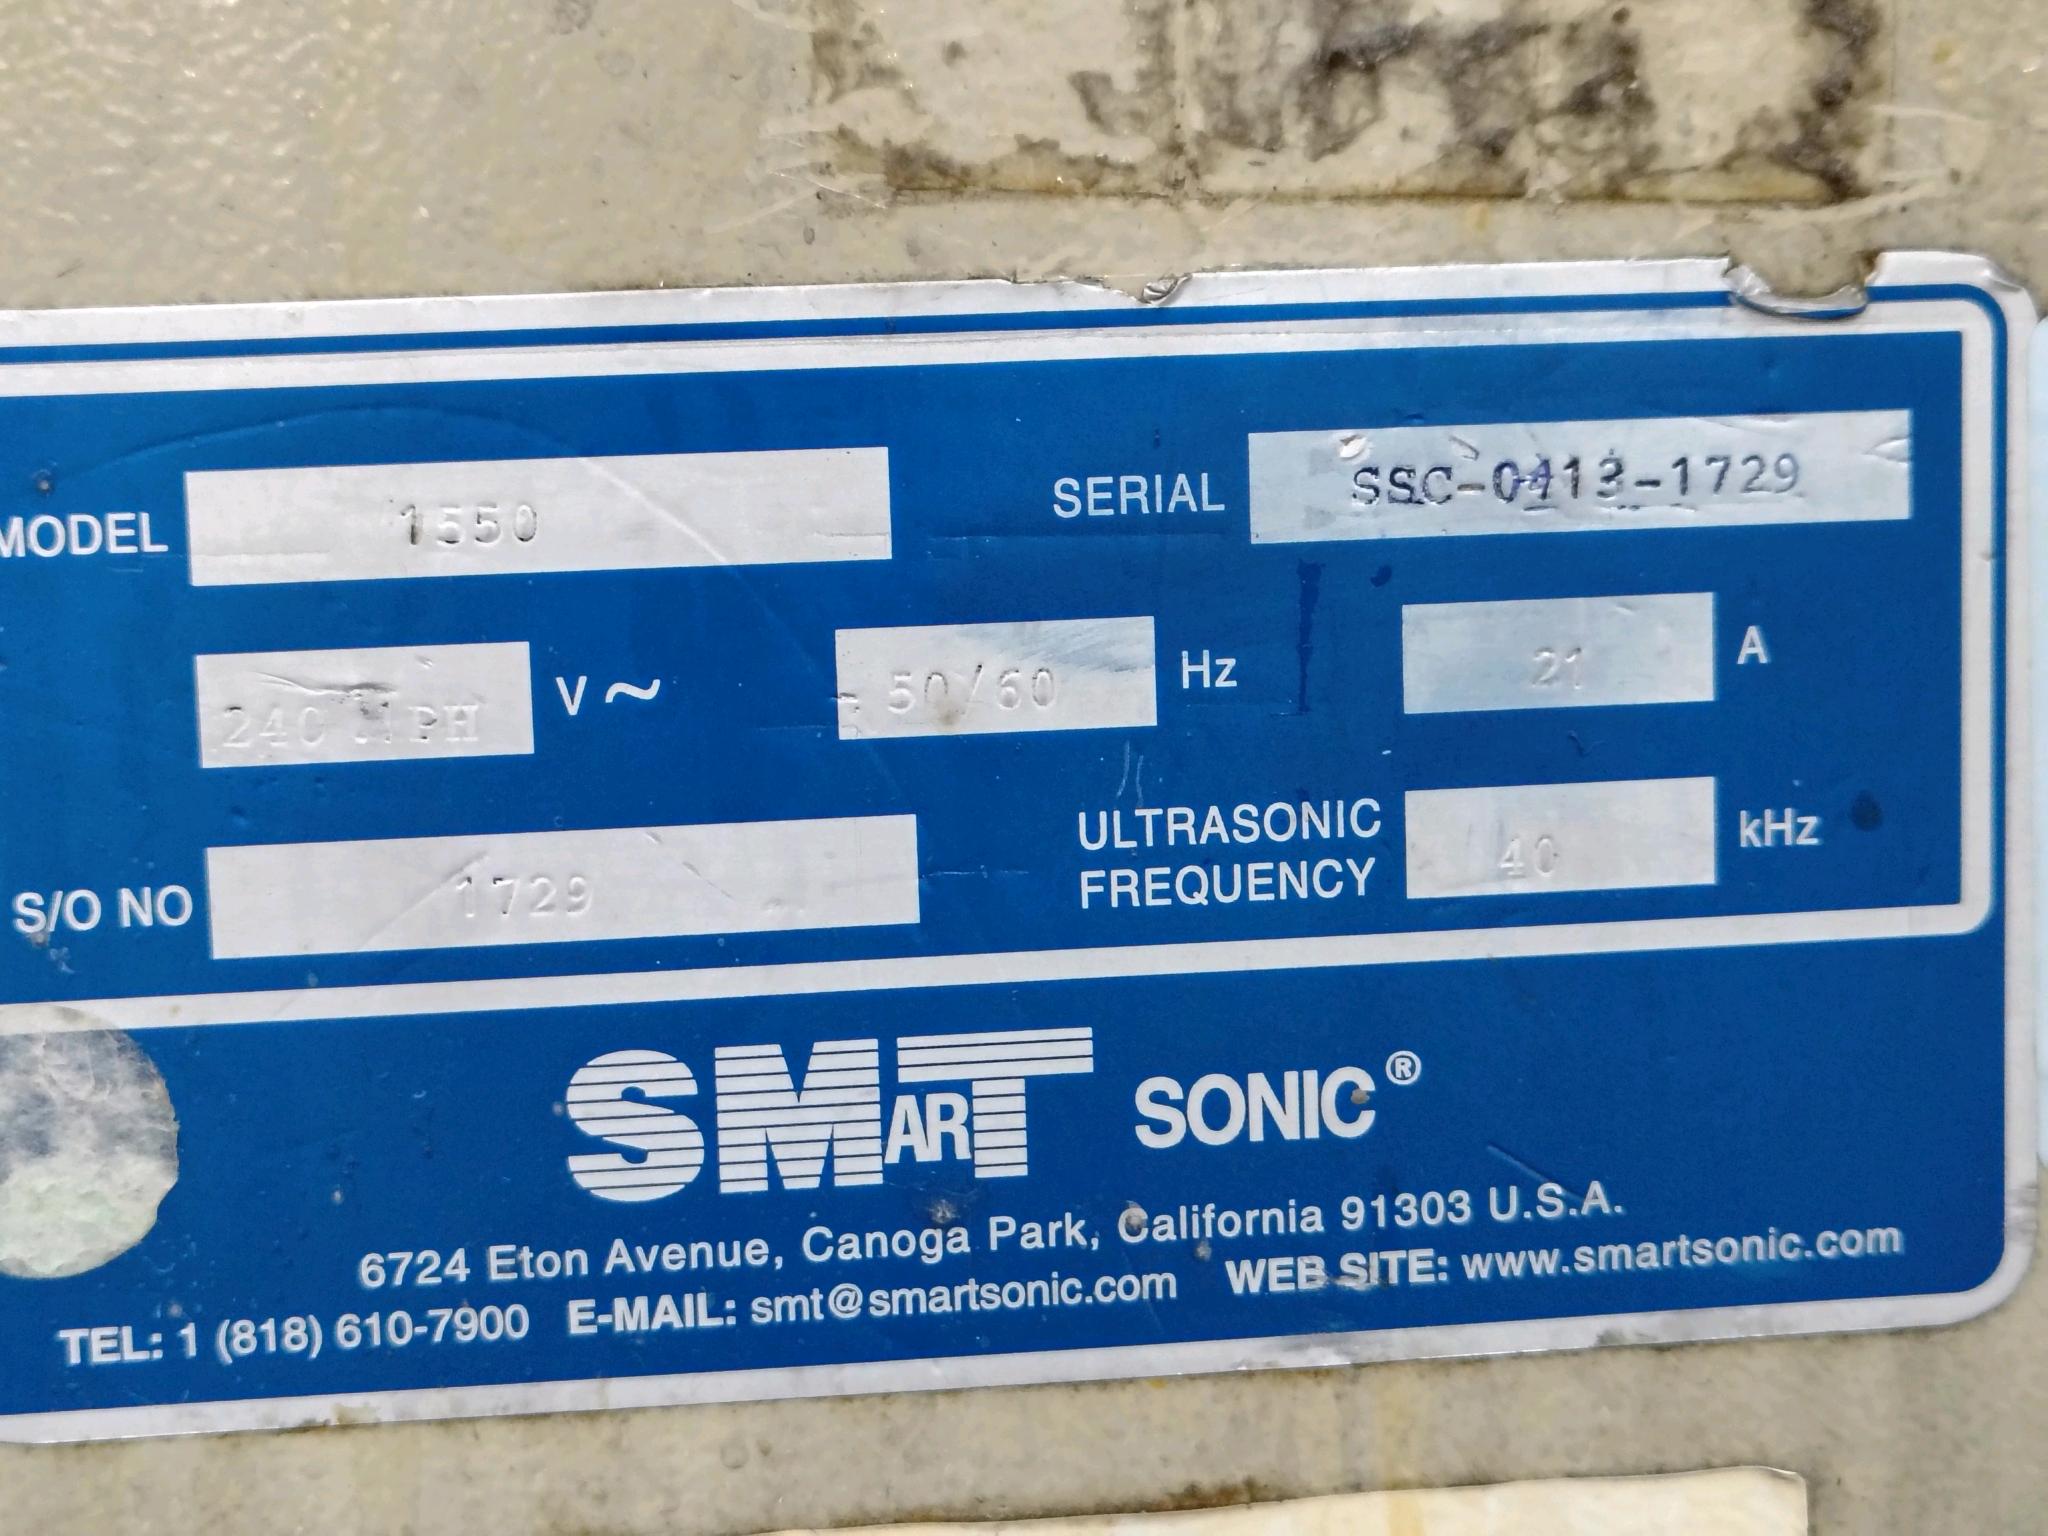 MODEL 1550 SERIAL SSC-0413-1729
240 1PH V~ 50/60 Hz 21 A
S/O NO 1729 ULTRASONIC FREQUENCY 40 kHz
SMarT SONIC®
6724 Eton Avenue, Canoga Park, California 91303 U.S.A.
TEL: 1 (818) 610-7900 E-MAIL: smt@smartsonic.com WEB SITE: www.smartsonic.com